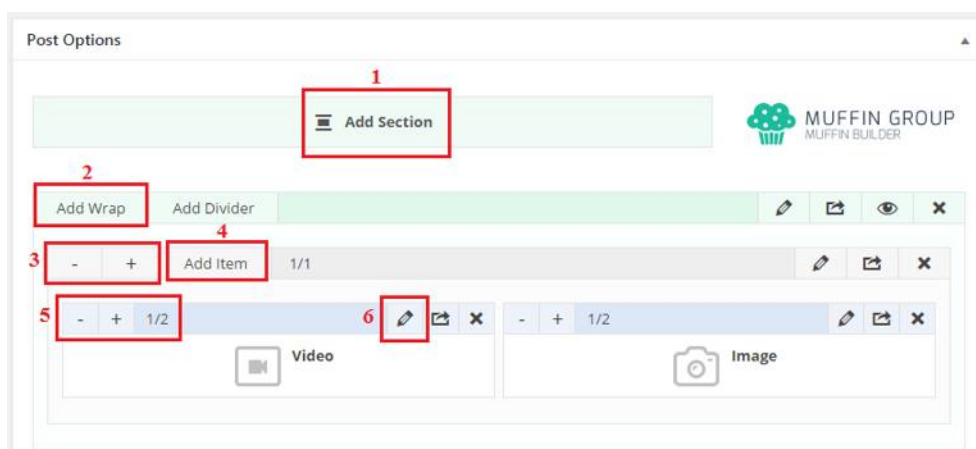 Post Options
1
Add Section
MUFFIN GROUP
MUFFIN BUILDER
2
Add Wrap Add Divider
4
3 - + Add Item 1/1
5 - + 1/2 6 - + 1/2
Video Image